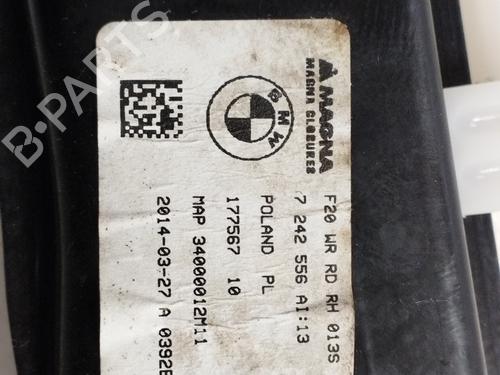 B-PARTS
MAGNA
MAGNA CLOSURES
BMW
F20 WR RD RH 013S
7 242 556 AI:13
POLAND PL
177567 10
MAP 34000012M11
2014-03-27 A 0392E